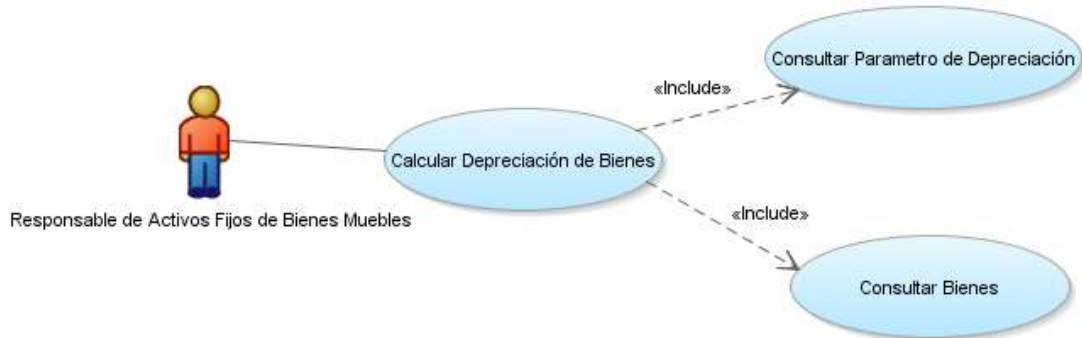 Consultar Parametro de Depreciación
«Include»
Calcular Depreciación de Bienes
Responsable de Activos Fijos de Bienes Muebles
«Include»
Consultar Bienes